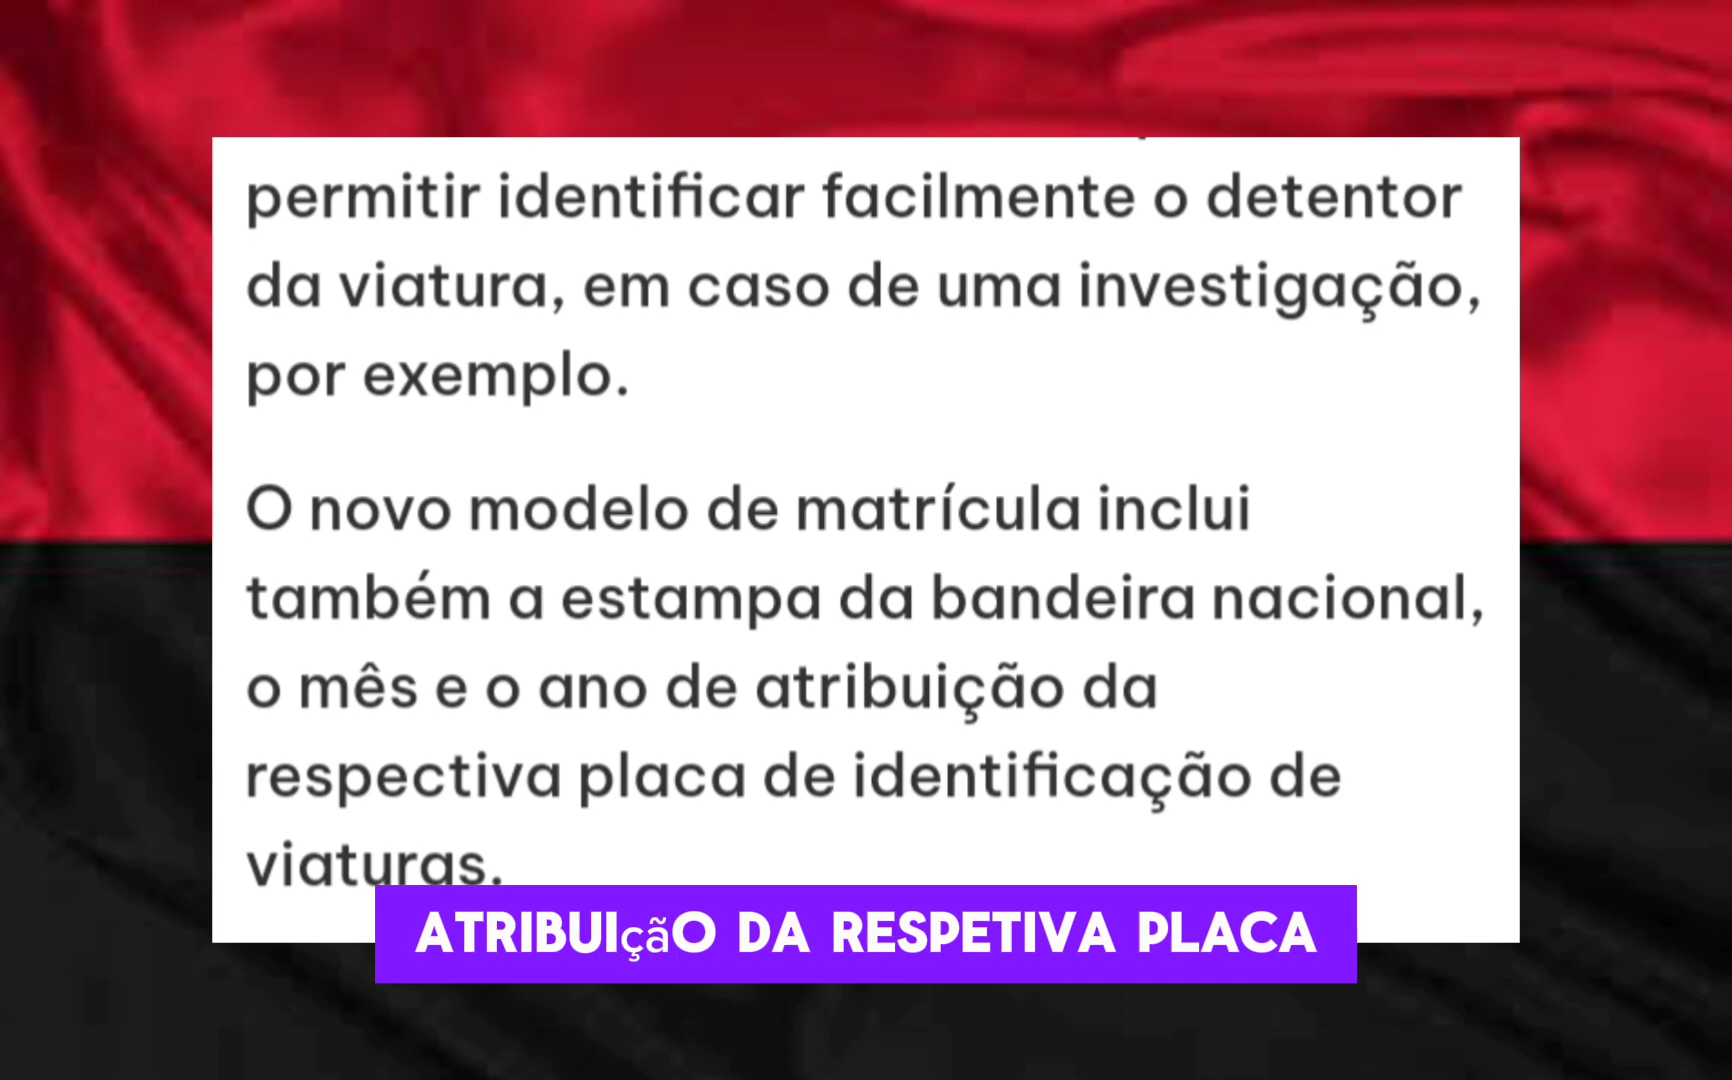 permitir identificar facilmente o detentor
da viatura, em caso de uma investigação,
por exemplo.
O novo modelo de matrícula inclui
também a estampa da bandeira nacional,
o mês e o ano de atribuição da
respectiva placa de identificação de
viaturas.
ATRIBUIçãO DA RESPETIVA PLACA